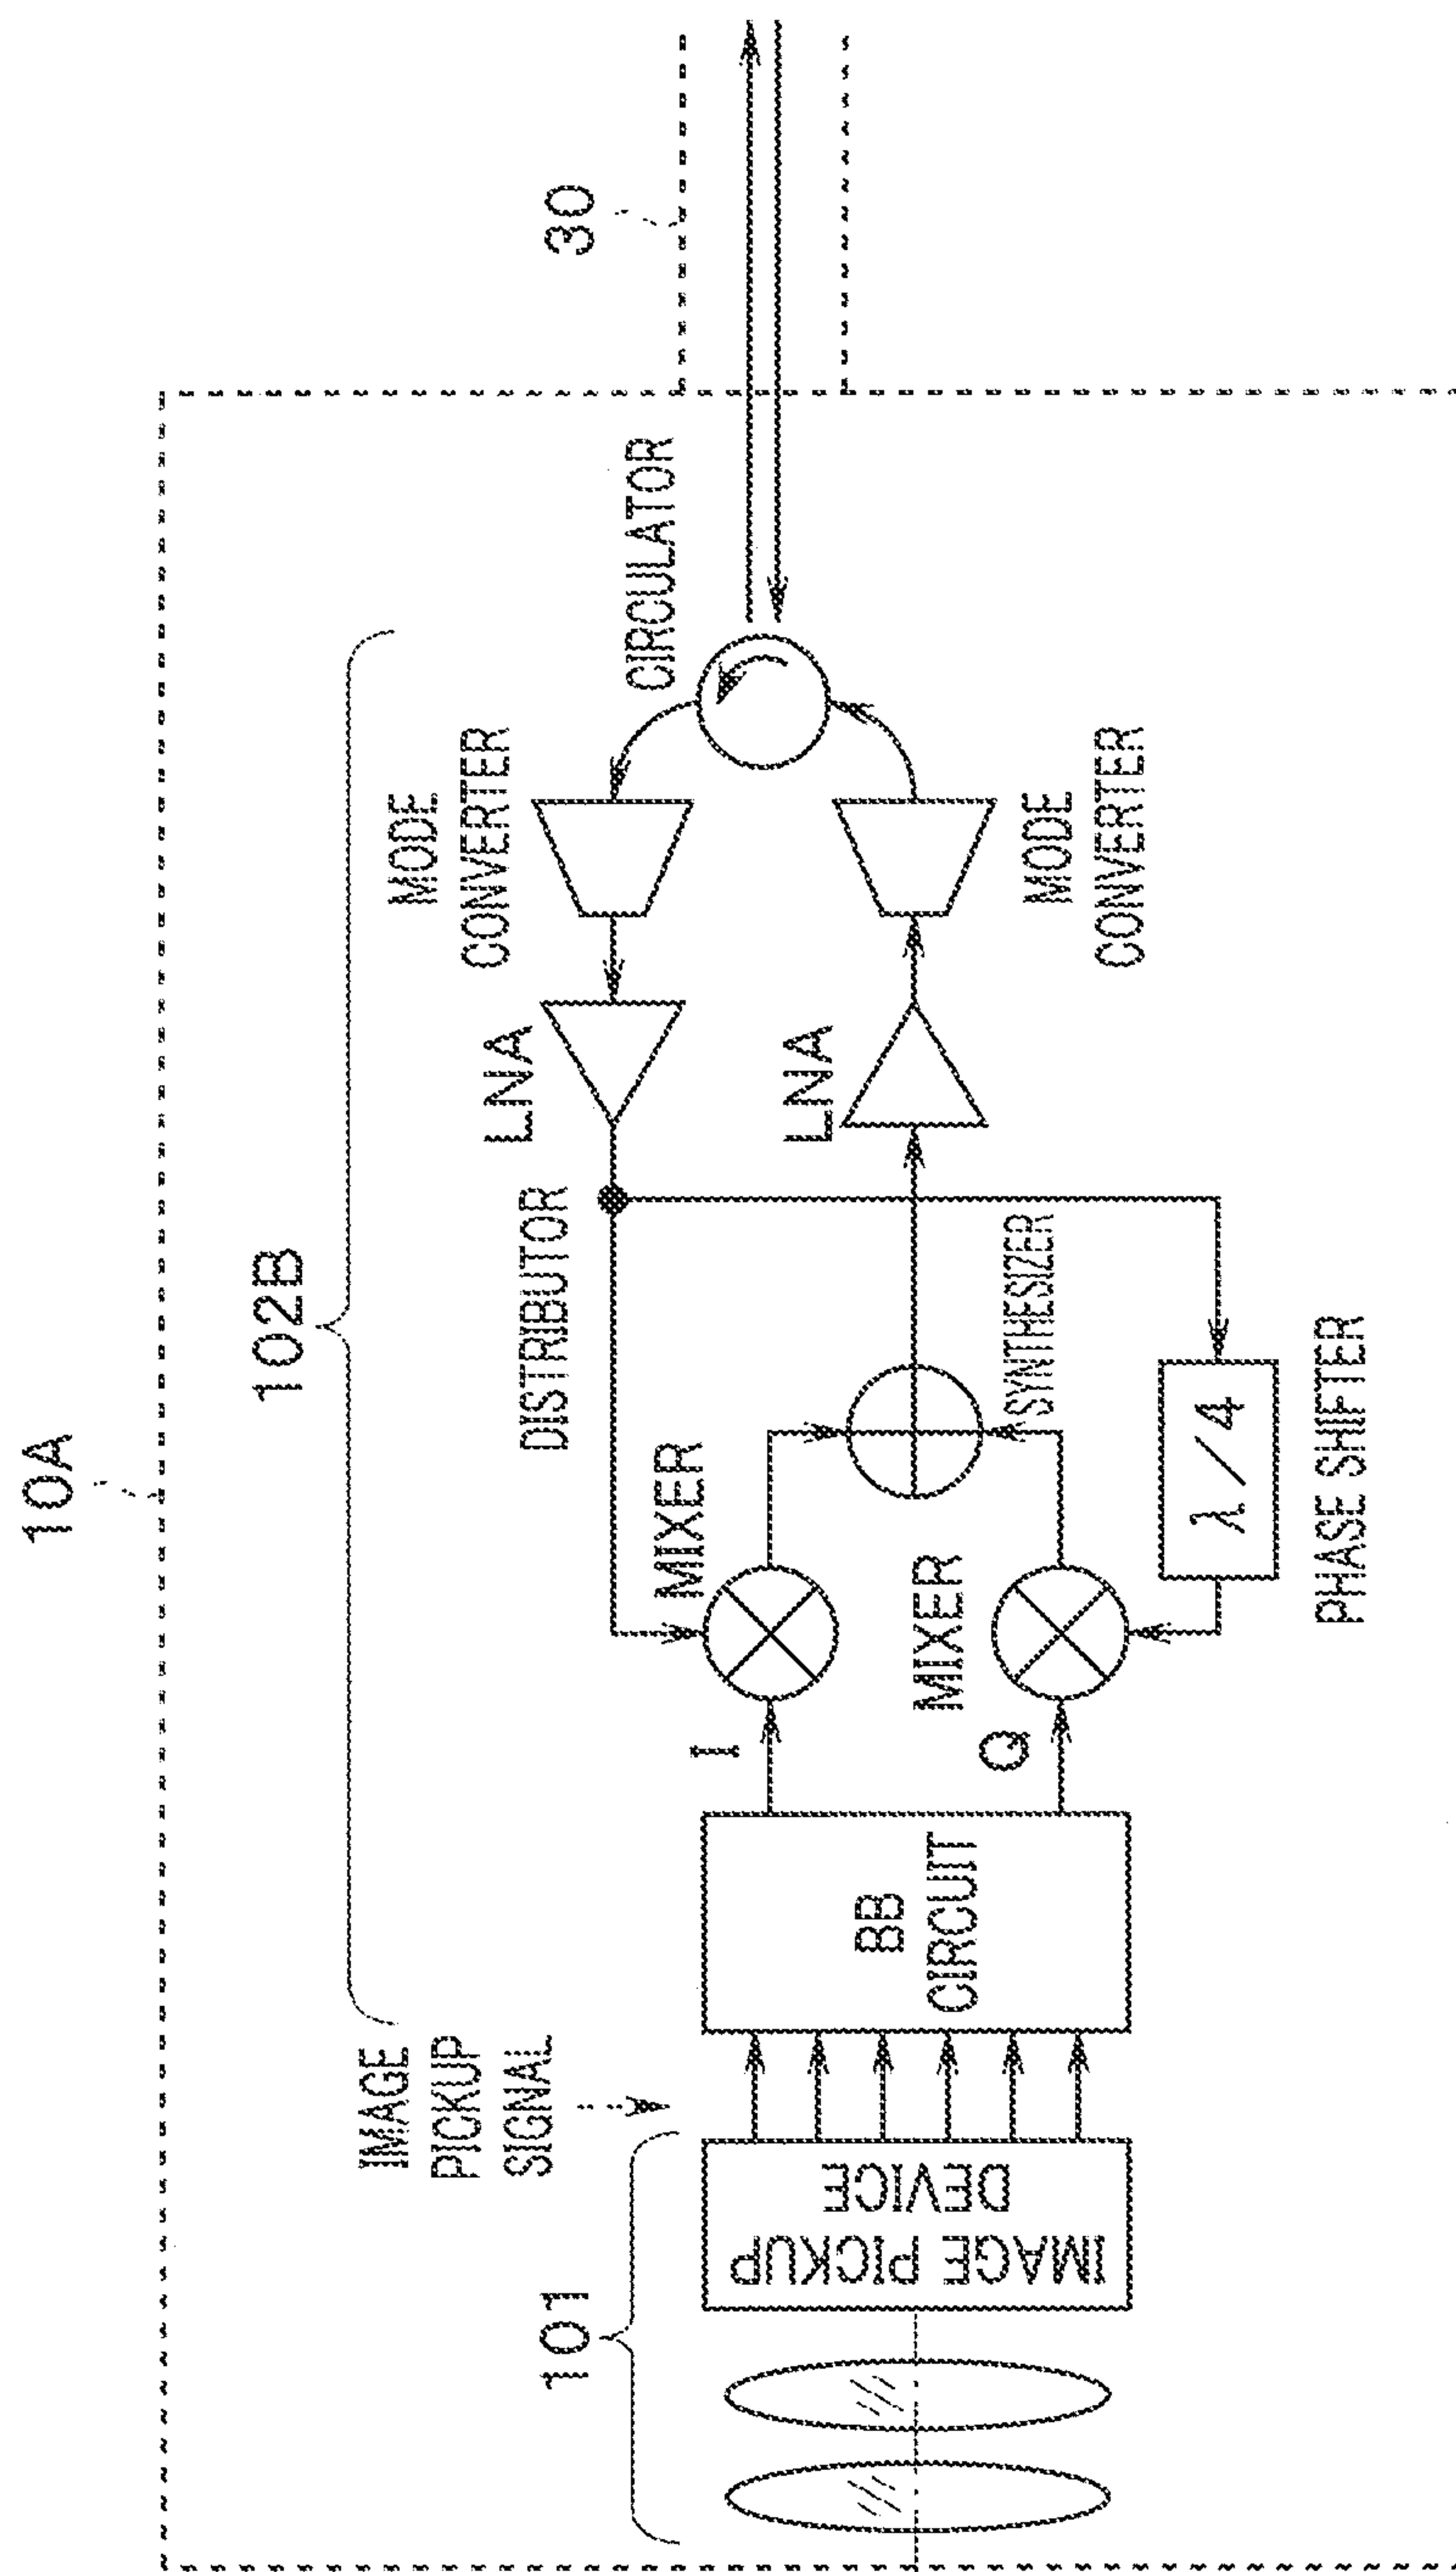 10A
102B
101
IMAGE
PICKUP
SIGNAL
IMAGE PICKUP
DEVICE
BB
CIRCUIT
I
Q
MIXER
MIXER
DISTRIBUTOR
SYNTHESIZER
λ/4
PHASE SHIFTER
LNA
LNA
MODE
CONVERTER
MODE
CONVERTER
CIRCULATOR
30